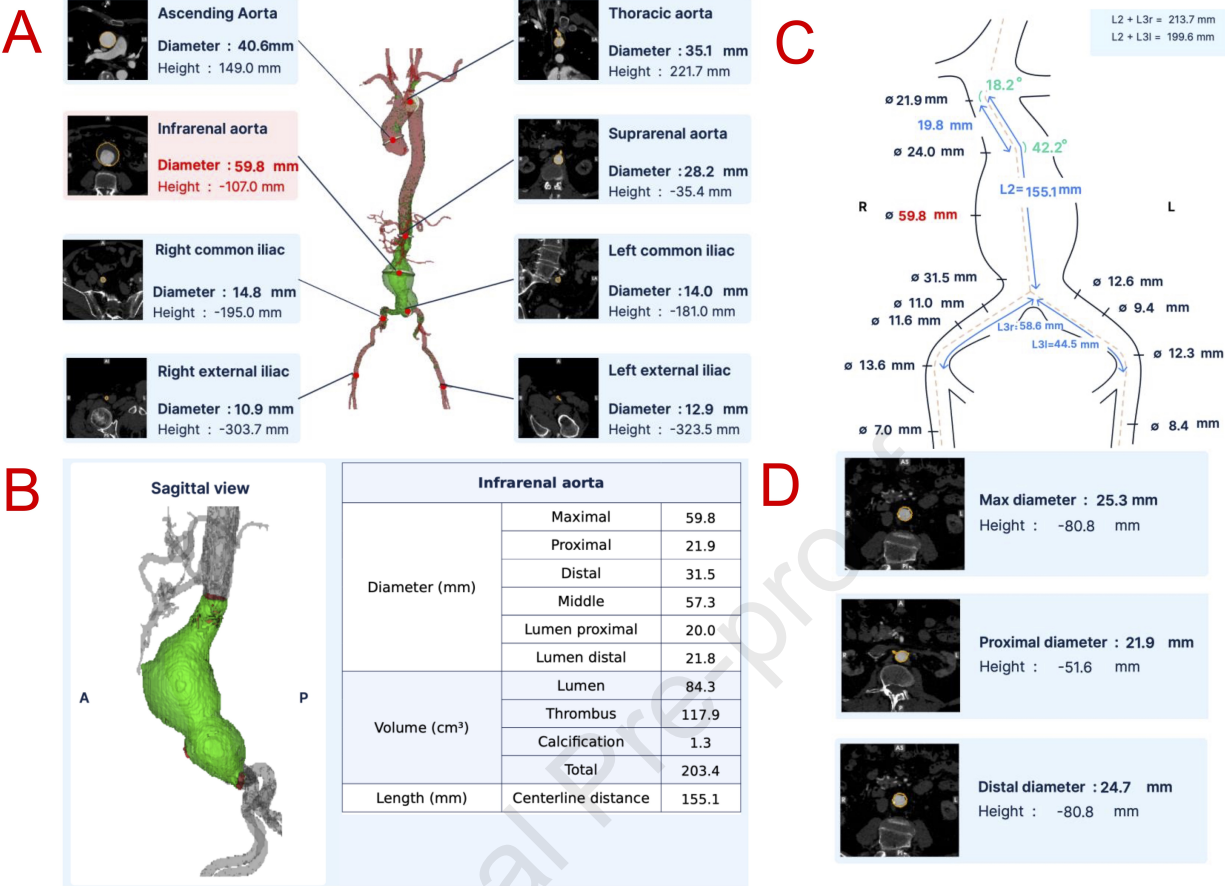 A
Ascending Aorta
Diameter : 40.6mm
Height : 149.0 mm
Infrarenal aorta
Diameter : 59.8 mm
Height : -107.0 mm
Right common iliac
Diameter : 14.8 mm
Height : -195.0 mm
Right external iliac
Diameter : 10.9 mm
Height : -303.7 mm
Thoracic aorta
Diameter : 35.1 mm
Height : 221.7 mm
Suprarenal aorta
Diameter : 28.2 mm
Height : -35.4 mm
Left common iliac
Diameter : 14.0 mm
Height : -181.0 mm
Left external iliac
Diameter : 12.9 mm
Height : -323.5 mm
B
Sagittal view
A
P
Infrarenal aorta
Diameter (mm)
Maximal 59.8
Proximal 21.9
Distal 31.5
Middle 57.3
Lumen proximal 20.0
Lumen distal 21.8
Volume (cm³)
Lumen 84.3
Thrombus 117.9
Calcification 1.3
Total 203.4
Length (mm) Centerline distance 155.1
C
L2 + L3r = 213.7 mm
L2 + L3l = 199.6 mm
18.2°
ø 21.9 mm
19.8 mm
42.2°
ø 24.0 mm
L2= 155.1 mm
R
L
ø 59.8 mm
ø 31.5 mm
ø 12.6 mm
ø 11.0 mm
ø 9.4 mm
ø 11.6 mm
L3r: 58.6 mm
L3l=44.5 mm
ø 12.3 mm
ø 13.6 mm
ø 8.4 mm
ø 7.0 mm
D
Max diameter : 25.3 mm
Height : -80.8 mm
Proximal diameter : 21.9 mm
Height : -51.6 mm
Distal diameter : 24.7 mm
Height : -80.8 mm
al Pre-proof